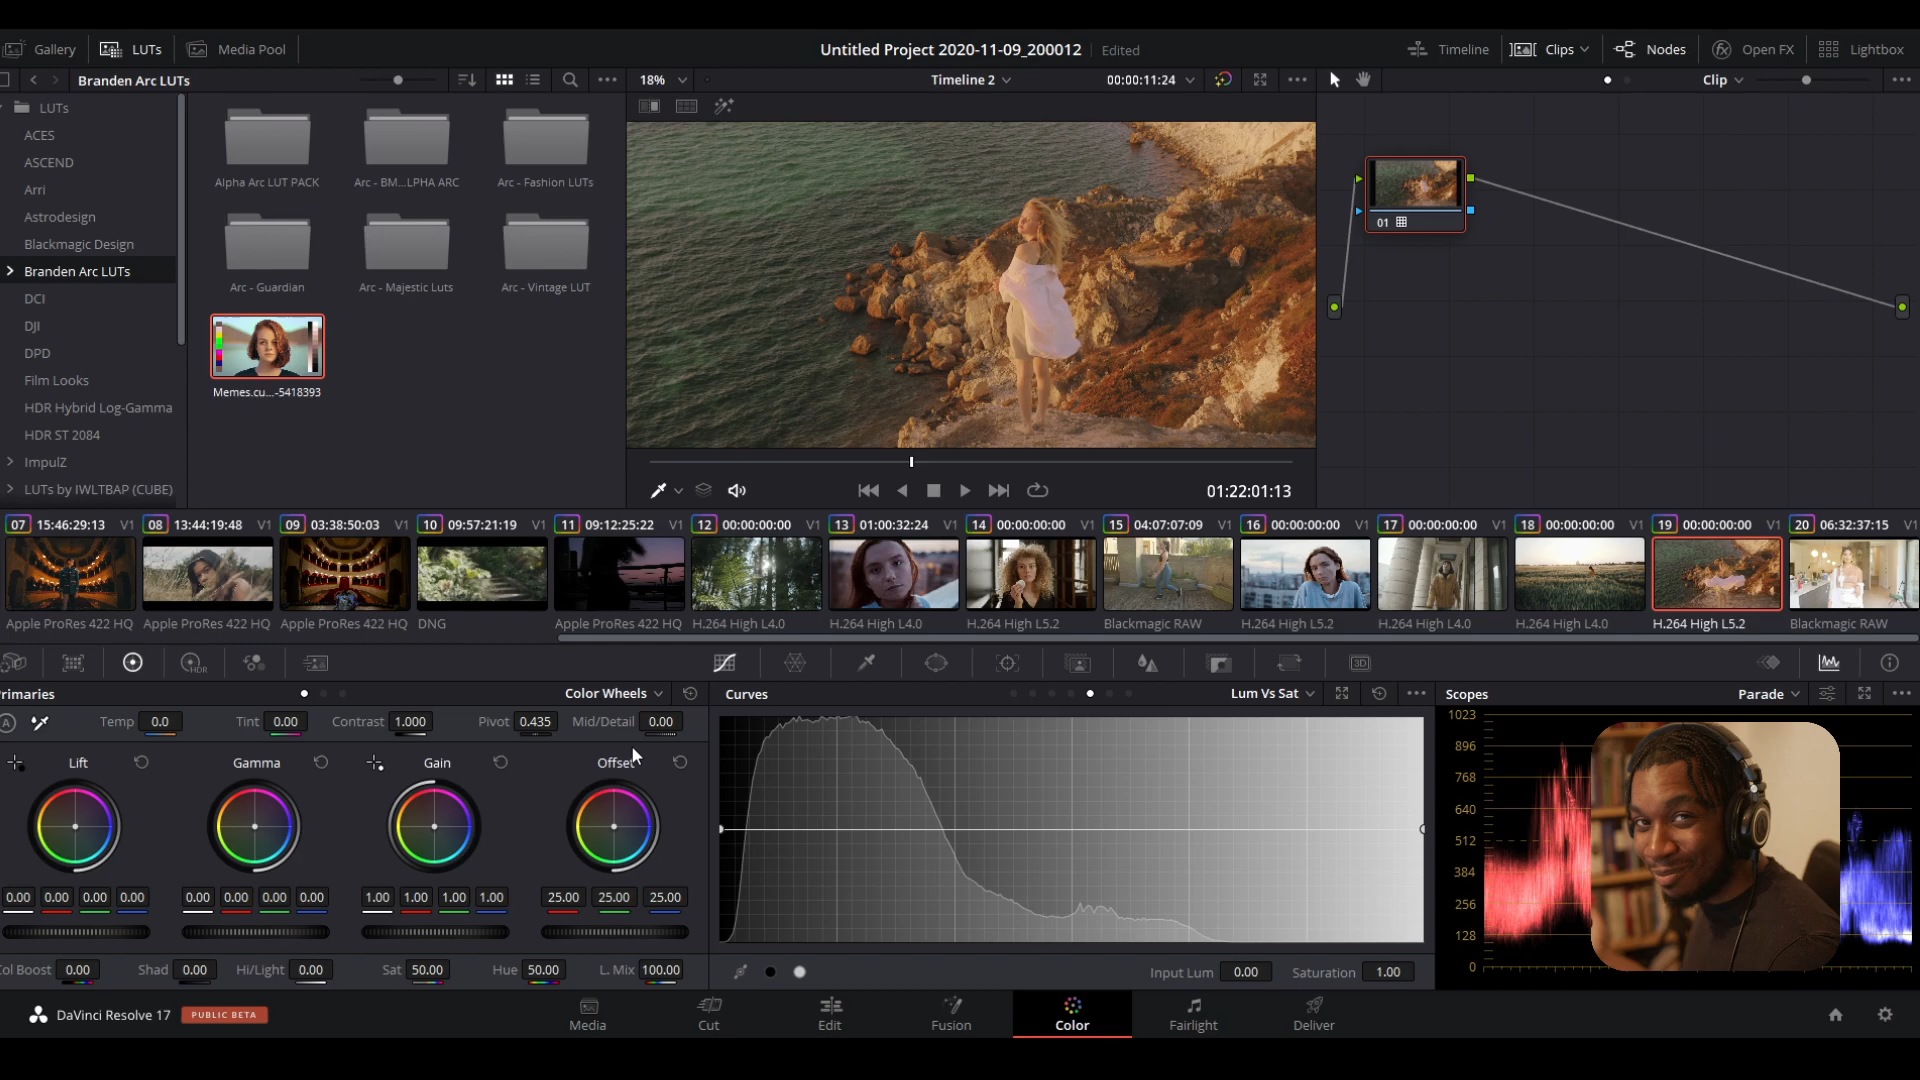 Gallery LUTs Media Pool Untitled Project 2020-11-09_200012 Edited Timeline Clips Nodes Open FX Lightbox
Branden Arc LUTs 18% Timeline 2 00:00:11:24 Clip
LUTs
ACES
ASCEND
Arri
Astrodesign
Blackmagic Design
Branden Arc LUTs
DCI
DJI
DPD
Film Looks
HDR Hybrid Log-Gamma
HDR ST 2084
ImpulZ
LUTs by IWLTBAP (CUBE)
Alpha Arc LUT PACK Arc - BM...LPHA ARC Arc - Fashion LUTs
Arc - Guardian Arc - Majestic Luts Arc - Vintage LUT
Memes.cu...-5418393
01
01:22:01:13
07 15:46:29:13 V1 08 13:44:19:48 V1 09 03:38:50:03 V1 10 09:57:21:19 V1 11 09:12:25:22 V1 12 00:00:00:00 V1 13 01:00:32:24 V1 14 00:00:00:00 V1 15 04:07:07:09 V1 16 00:00:00:00 V1 17 00:00:00:00 V1 18 00:00:00:00 V1 19 00:00:00:00 V1 20 06:32:37:15 V1
Apple ProRes 422 HQ Apple ProRes 422 HQ Apple ProRes 422 HQ DNG Apple ProRes 422 HQ H.264 High L4.0 H.264 High L4.0 H.264 High L5.2 Blackmagic RAW H.264 High L5.2 H.264 High L4.0 H.264 High L4.0 H.264 High L5.2 Blackmagic RAW
HDR 3D
rimaries Color Wheels Curves Lum Vs Sat Scopes Parade
A Temp 0.0 Tint 0.00 Contrast 1.000 Pivot 0.435 Mid/Detail 0.00
Lift Gamma Gain Offset
0.00 0.00 0.00 0.00 0.00 0.00 0.00 0.00 1.00 1.00 1.00 1.00 25.00 25.00 25.00
ol Boost 0.00 Shad 0.00 Hi/Light 0.00 Sat 50.00 Hue 50.00 L. Mix 100.00
Input Lum 0.00 Saturation 1.00
1023
896
768
640
512
384
256
128
0
DaVinci Resolve 17 PUBLIC BETA Media Cut Edit Fusion Color Fairlight Deliver